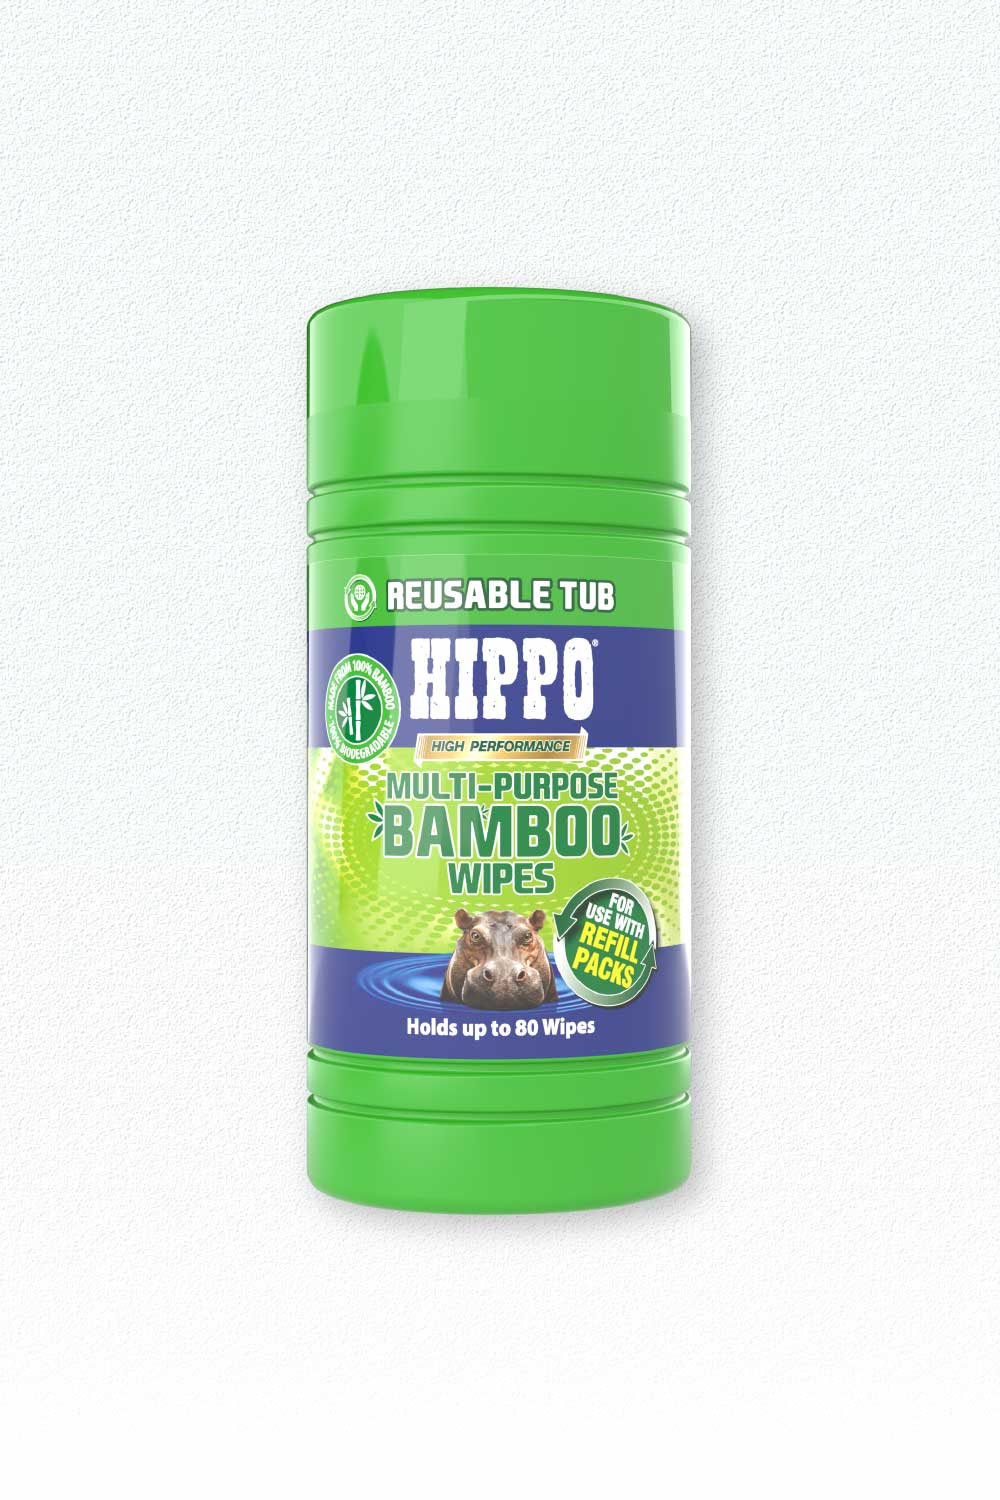 REUSABLE TUB
HIPPO®
MADE FROM 100% BAMBOO
100% BIODEGRADABLE
HIGH PERFORMANCE
MULTI-PURPOSE
BAMBOO
WIPES
FOR
USE WITH
REFILL
PACKS
Holds up to 80 Wipes